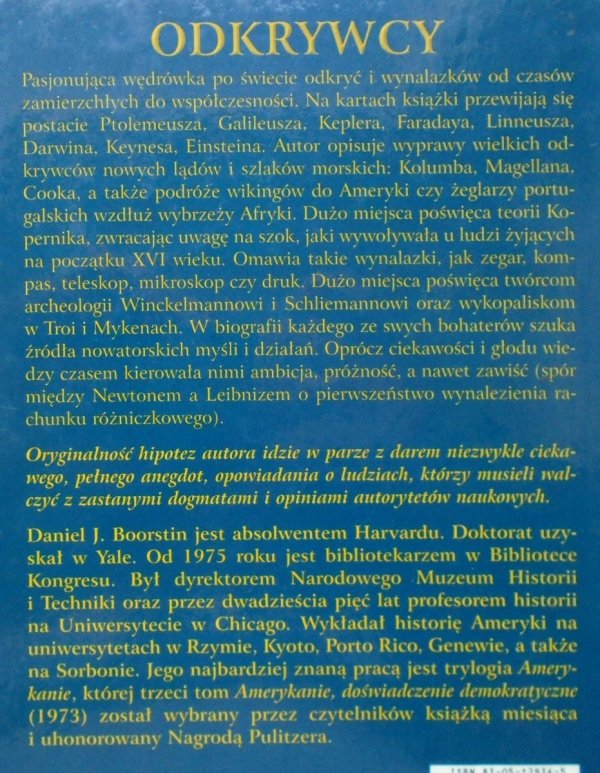 ODKRYWCY
Pasjonująca wędrówka po świecie odkryć i wynalazków od czasów
zamierzchłych do współczesności. Na kartach książki przewijają się
postacie Ptolemeusza, Galileusza, Keplera, Faradaya, Linneusza,
Darwina, Keynesa, Einsteina. Autor opisuje wyprawy wielkich od-
krywców nowych lądów i szlaków morskich: Kolumba, Magellana,
Cooka, a także podróże wikingów do Ameryki czy żeglarzy portu-
galskich wzdłuż wybrzeży Afryki. Dużo miejsca poświęca teorii Ko-
pernika, zwracając uwagę na szok, jaki wywoływała u ludzi żyjących
na początku XVI wieku. Omawia takie wynalazki, jak zegar, kom-
pas, teleskop, mikroskop czy druk. Dużo miejsca poświęca twórcom
archeologii Winckelmannowi i Schliemannowi oraz wykopaliskom
w Troi i Mykenach. W biografii każdego ze swych bohaterów szuka
źródła nowatorskich myśli i działań. Oprócz ciekawości i głodu wie-
dzy czasem kierowała nimi ambicja, próżność, a nawet zawiść (spór
między Newtonem a Leibnizem o pierwszeństwo wynalezienia ra-
chunku różniczkowego).
Oryginalność hipotez autora idzie w parze z darem niezwykle cieka-
wego, pełnego anegdot, opowiadania o ludziach, którzy musieli wal-
czyć z zastanymi dogmatami i opiniami autorytetów naukowych.
Daniel J. Boorstin jest absolwentem Harvardu. Doktorat uzy-
skał w Yale. Od 1975 roku jest bibliotekarzem w Bibliotece
Kongresu. Był dyrektorem Narodowego Muzeum Historii
i Techniki oraz przez dwadzieścia pięć lat profesorem historii
na Uniwersytecie w Chicago. Wykładał historię Ameryki na
uniwersytetach w Rzymie, Kyoto, Porto Rico, Genewie, a także
na Sorbonie. Jego najbardziej znaną pracą jest trylogia Amery-
kanie, której trzeci tom Amerykanie, doświadczenie demokratyczne
(1973) został wybrany przez czytelników książką miesiąca
i uhonorowany Nagrodą Pulitzera.
ISBN